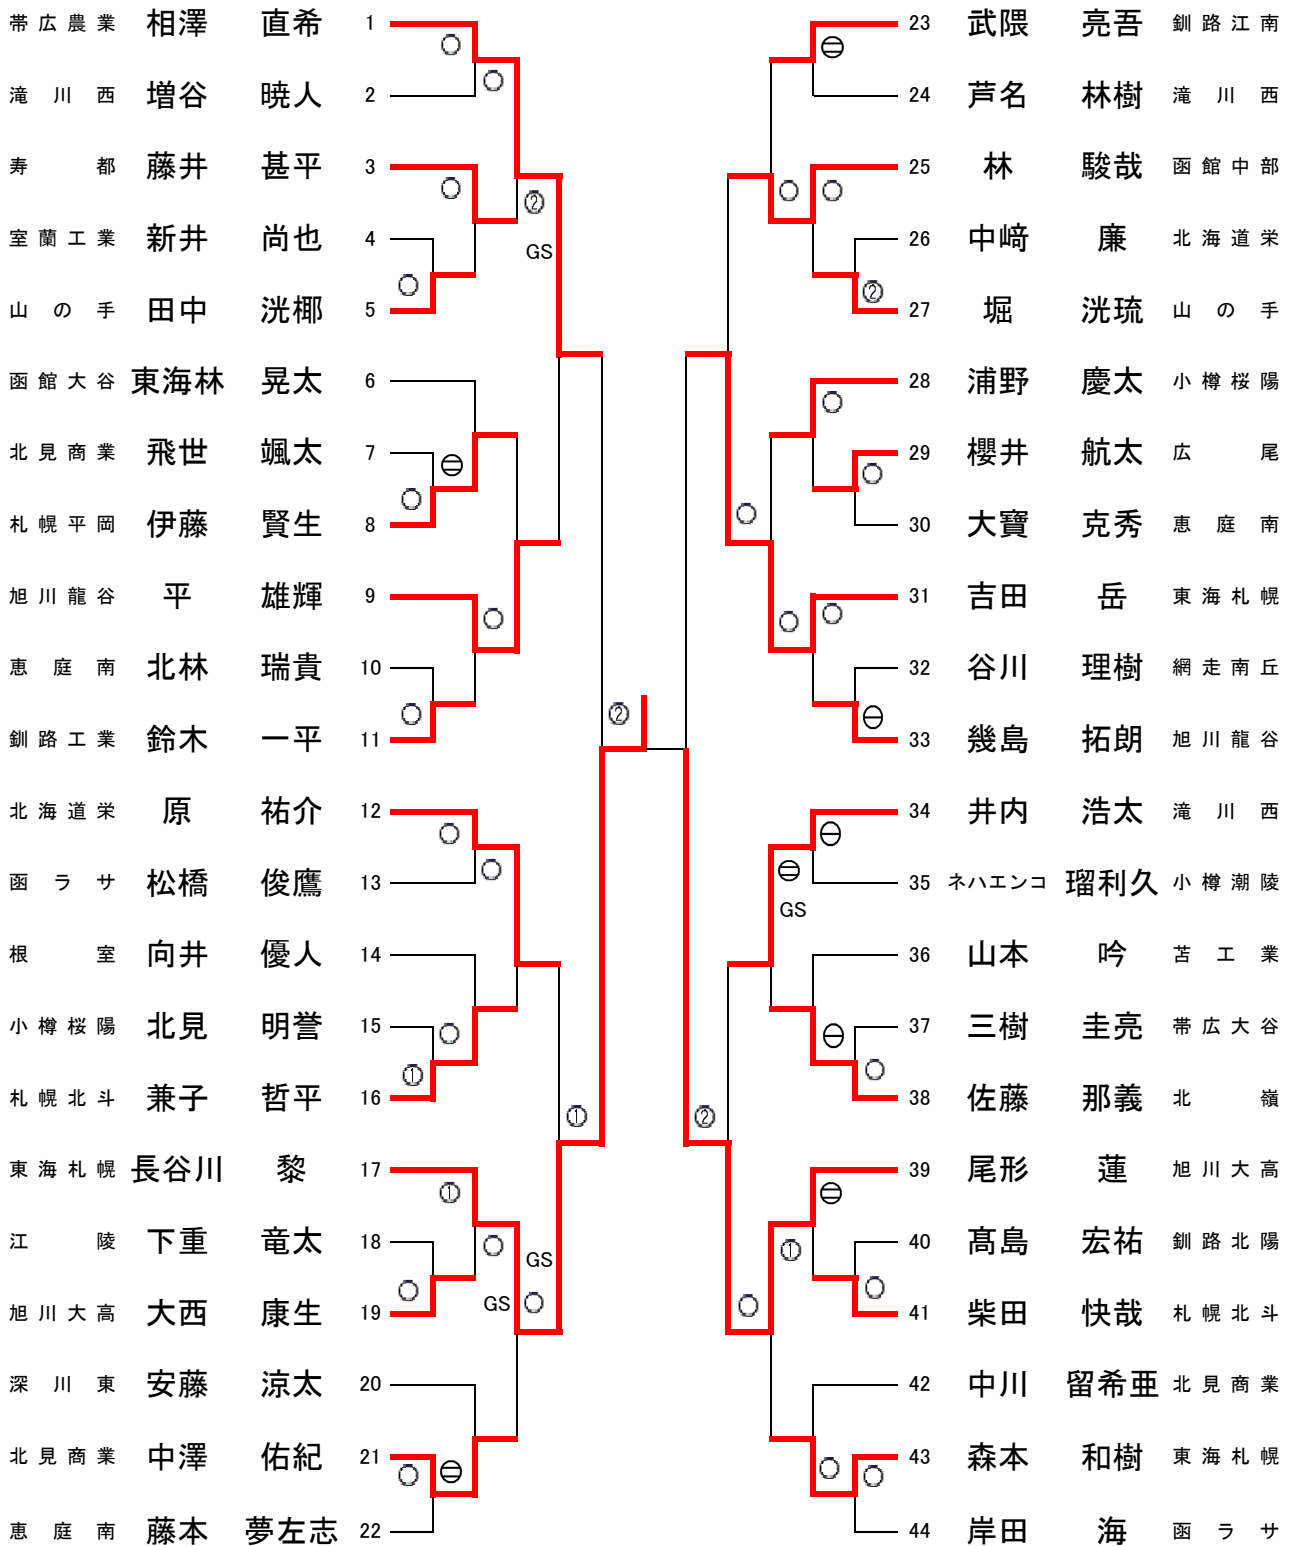 帯広農業 相澤 直希 1
滝川西 増谷 暁人 2
寿都 藤井 甚平 3
室蘭工業 新井 尚也 4
山の手 田中 洸椰 5
函館大谷 東海林 晃太 6
北見商業 飛世 颯太 7
札幌平岡 伊藤 賢生 8
旭川龍谷 平 雄輝 9
恵庭南 北林 瑞貴 10
釧路工業 鈴木 一平 11
北海道栄 原 祐介 12
函ラサ 松橋 俊鷹 13
根室 向井 優人 14
小樽桜陽 北見 明誉 15
札幌北斗 兼子 哲平 16
東海札幌 長谷川 黎 17
江陵 下重 竜太 18
旭川大高 大西 康生 19
深川東 安藤 涼太 20
北見商業 中澤 佑紀 21
恵庭南 藤本 夢左志 22
②
GS
②
①
①
①
GS
GS
23 武隈 亮吾 釧路江南
24 芦名 林樹 滝川西
25 林 駿哉 函館中部
26 中﨑 廉 北海道栄
27 堀 洸琉 山の手
28 浦野 慶太 小樽桜陽
29 櫻井 航太 広尾
30 大寶 克秀 恵庭南
31 吉田 岳 東海札幌
32 谷川 理樹 網走南丘
33 幾島 拓朗 旭川龍谷
34 井内 浩太 滝川西
35 ネハエンコ 瑠利久 小樽潮陵
36 山本 吟 苫工業
37 三樹 圭亮 帯広大谷
38 佐藤 那義 北嶺
39 尾形 蓮 旭川大高
40 髙島 宏祐 釧路北陽
41 柴田 快哉 札幌北斗
42 中川 留希亜 北見商業
43 森本 和樹 東海札幌
44 岸田 海 函ラサ
②
GS
②
①